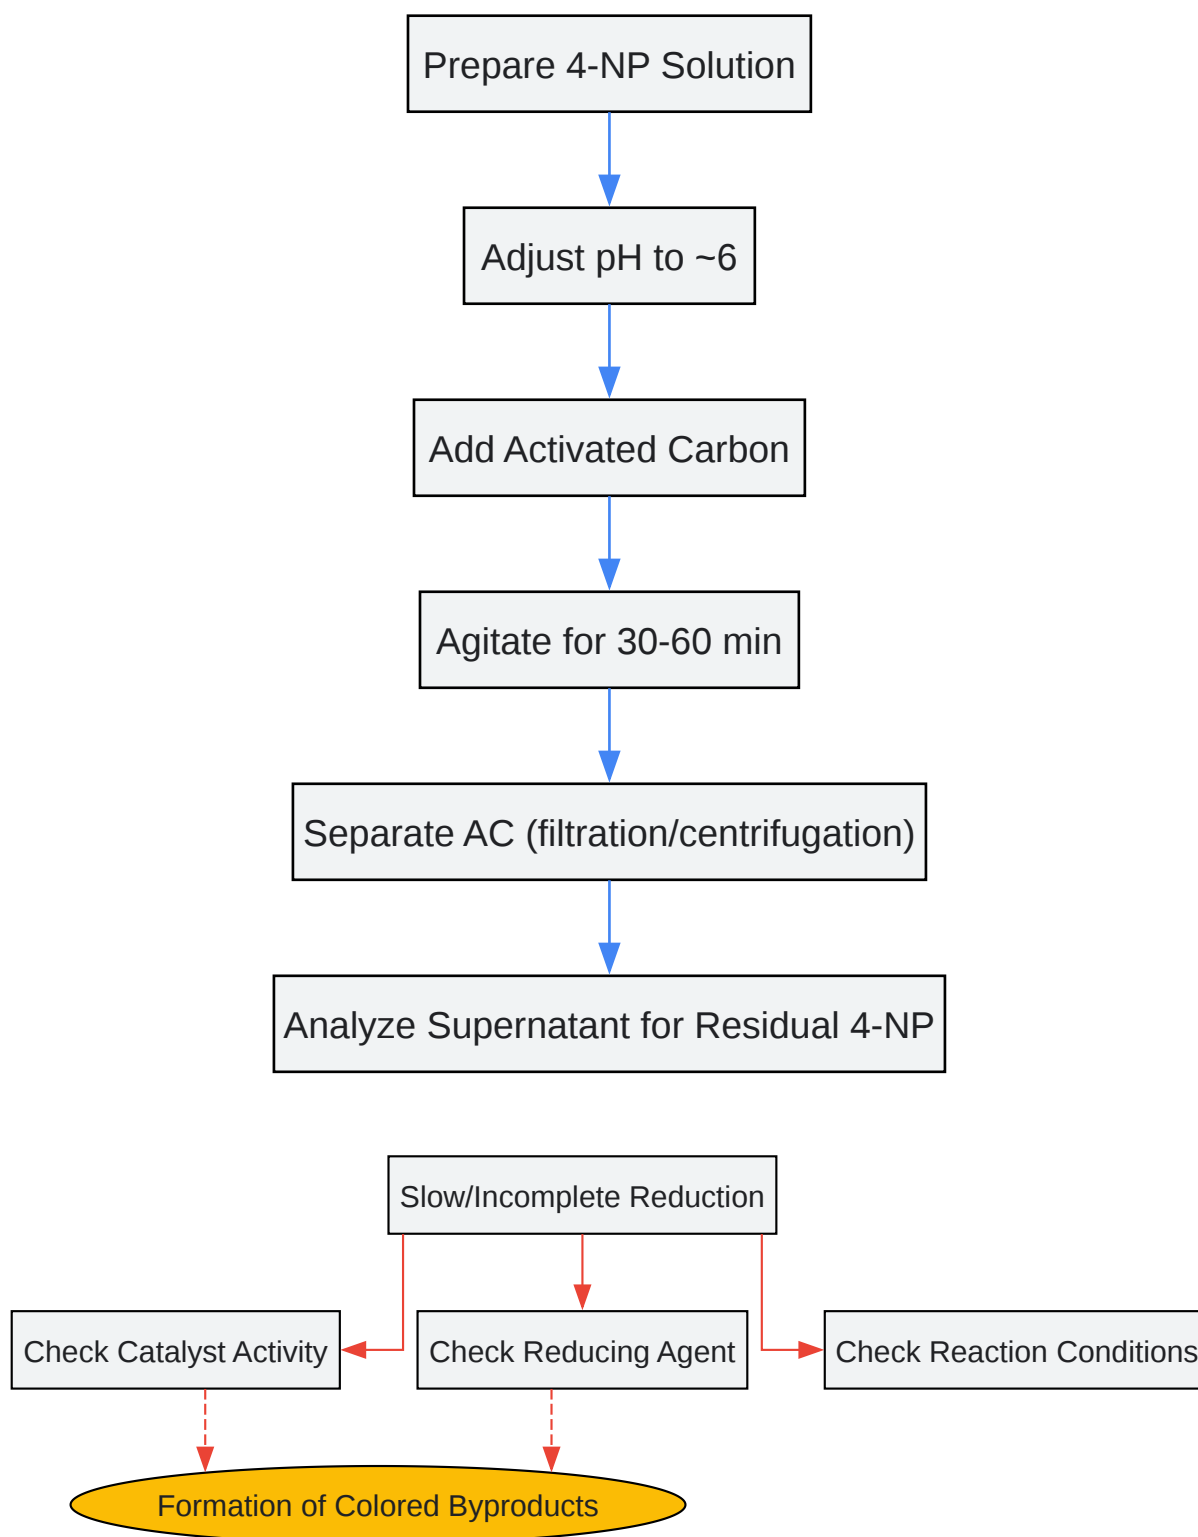 Prepare 4-NP Solution
Adjust pH to ~6
Add Activated Carbon
Agitate for 30-60 min
Separate AC (filtration/centrifugation)
Analyze Supernatant for Residual 4-NP
Slow/Incomplete Reduction
Check Catalyst Activity
Check Reducing Agent
Check Reaction Conditions
Formation of Colored Byproducts